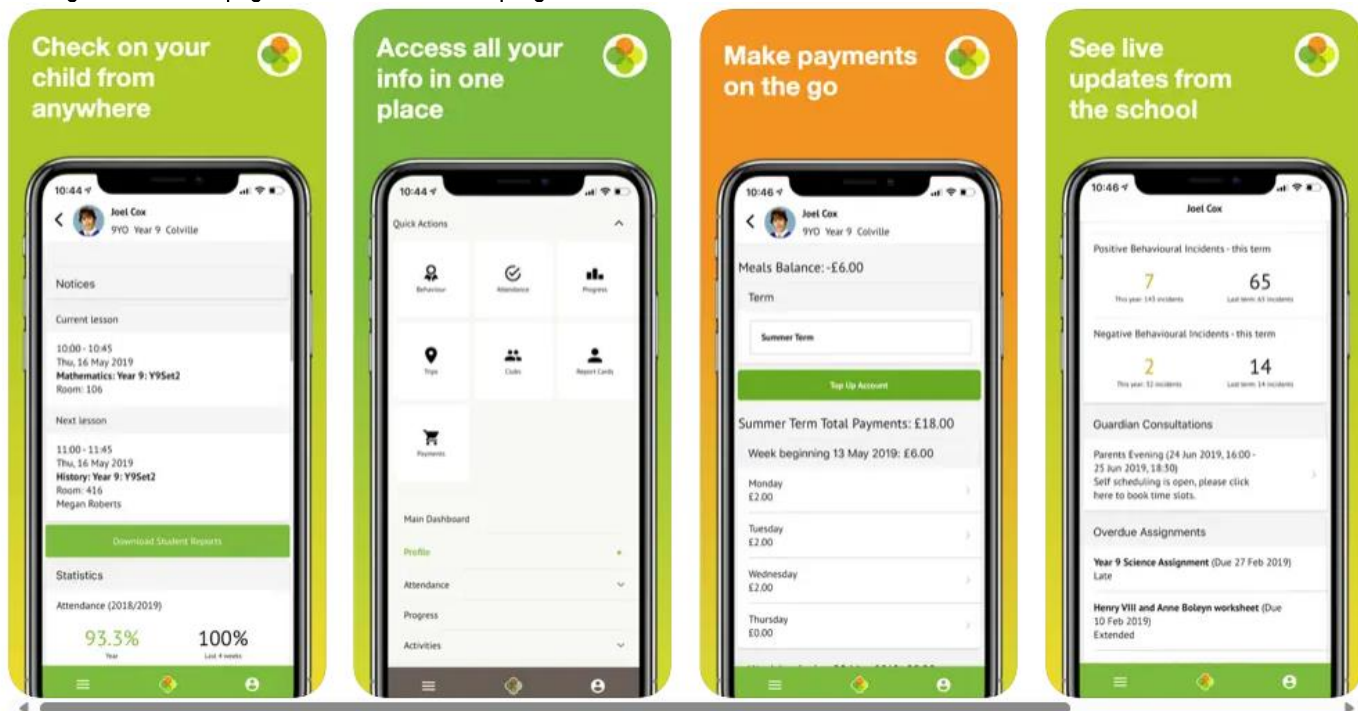 Check on your
child from
anywhere
10:44
Joel Cox
9YO Year 9 Colville
Notices
Current lesson
10:00 - 10:45
Thu, 16 May 2019
Mathematics: Year 9: Y9Set2
Room: 106
Next lesson
11:00 - 11:45
Thu, 16 May 2019
History: Year 9: Y9Set2
Room: 416
Megan Roberts
Download Student Reports
Statistics
Attendance (2018/2019)
93.3% 100%
Year Last 4 weeks
Access all your
info in one
place
10:44
Quick Actions
Behaviour Attendance Progress
Trips Clubs Report Cards
Payments
Main Dashboard
Profile
Attendance
Progress
Activities
Make payments
on the go
10:46
Joel Cox
9YO Year 9 Colville
Meals Balance: -£6.00
Term
Summer Term
Top Up Account
Summer Term Total Payments: £18.00
Week beginning 13 May 2019: £6.00
Monday
£2.00
Tuesday
£2.00
Wednesday
£2.00
Thursday
£0.00
See live
updates from
the school
10:46
Joel Cox
Positive Behavioural Incidents - this term
7 65
This year: 143 incidents Last term: 65 incidents
Negative Behavioural Incidents - this term
2 14
This year: 32 incidents Last term: 14 incidents
Guardian Consultations
Parents Evening (24 Jun 2019, 16:00 -
25 Jun 2019, 18:30)
Self scheduling is open, please click
here to book time slots.
Overdue Assignments
Year 9 Science Assignment (Due 27 Feb 2019)
Late
Henry VIII and Anne Boleyn worksheet (Due
10 Feb 2019)
Extended